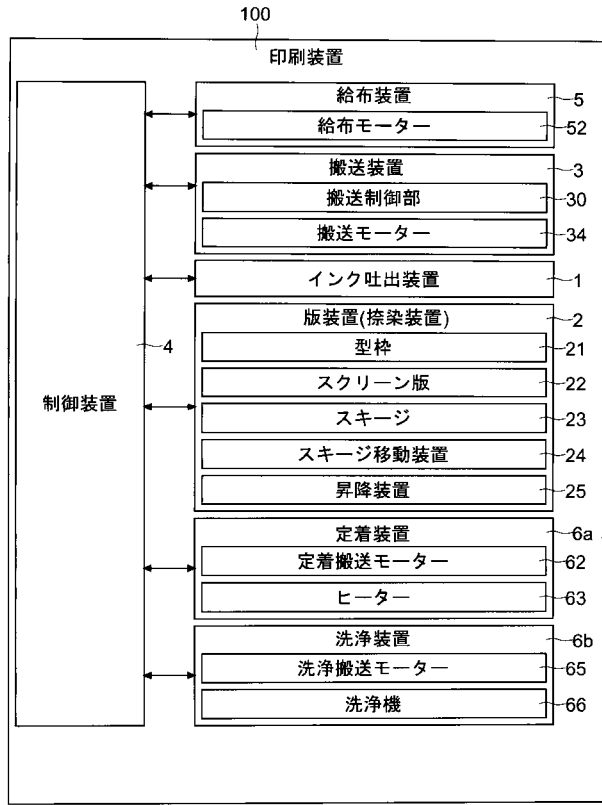 100
印刷装置
給布装置 5
給布モーター 52
搬送装置 3
搬送制御部 30
搬送モーター 34
インク吐出装置 1
版装置(捺染装置) 2
型枠 21
4
スクリーン版 22
制御装置
スキージ 23
スキージ移動装置 24
昇降装置 25
定着装置 6a
定着搬送モーター 62
ヒーター 63
洗浄装置 6b
洗浄搬送モーター 65
洗浄機 66